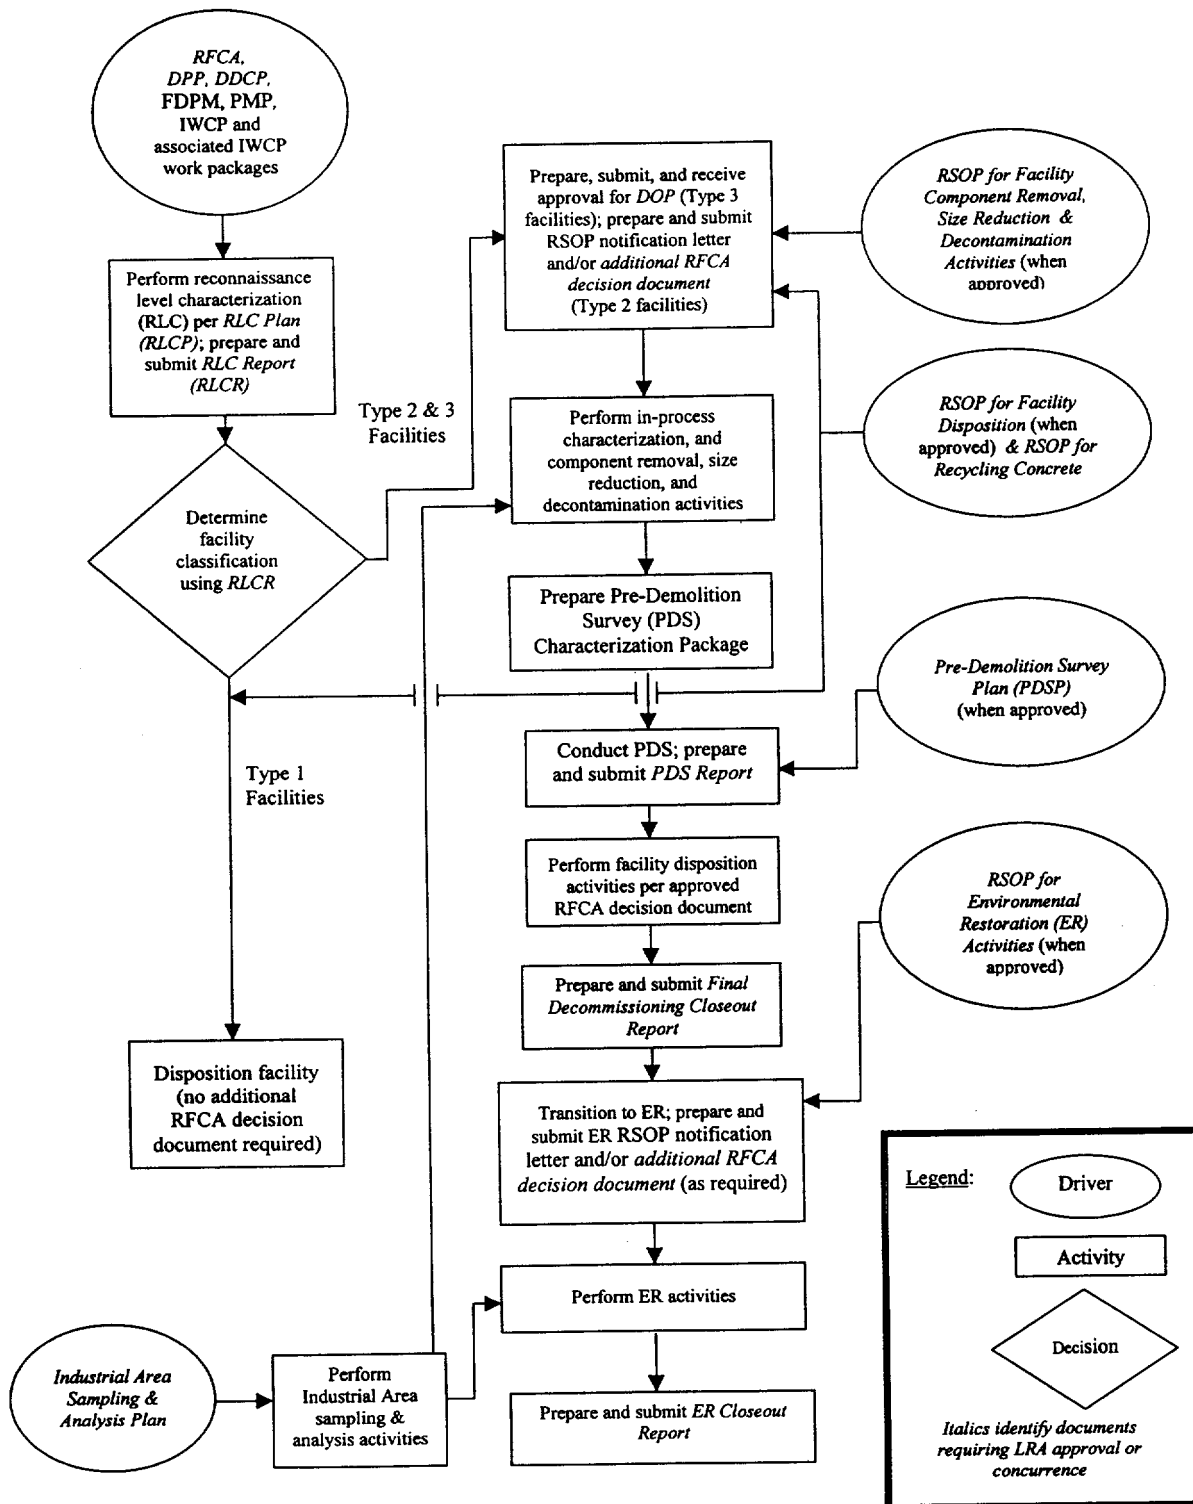 RFCA,
DPP, DDCP,
FDPM, PMP,
IWCP and
associated IWCP
work packages
Perform reconnaissance
level characterization
(RLC) per RLC Plan
(RLCP); prepare and
submit RLC Report
(RLCR)
Determine
facility
classification
using RLCR
Type 2 & 3
Facilities
Type 1
Facilities
Disposition facility
(no additional
RFCA decision
document required)
Industrial Area
Sampling &
Analysis Plan
Perform
Industrial Area
sampling &
analysis activities
Prepare, submit, and receive
approval for DOP (Type 3
facilities); prepare and submit
RSOP notification letter
and/or additional RFCA
decision document
(Type 2 facilities)
Perform in-process
characterization, and
component removal, size
reduction, and
decontamination activities
Prepare Pre-Demolition
Survey (PDS)
Characterization Package
Conduct PDS; prepare
and submit PDS Report
Perform facility disposition
activities per approved
RFCA decision document
Prepare and submit Final
Decommissioning Closeout
Report
Transition to ER; prepare and
submit ER RSOP notification
letter and/or additional RFCA
decision document (as required)
Perform ER activities
Prepare and submit ER Closeout
Report
RSOP for Facility
Component Removal,
Size Reduction &
Decontamination
Activities (when
approved)
RSOP for Facility
Disposition (when
approved) & RSOP for
Recycling Concrete
Pre-Demolition Survey
Plan (PDSP)
(when approved)
RSOP for
Environmental
Restoration (ER)
Activities (when
approved)
Legend:
Driver
Activity
Decision
Italics identify documents
requiring LRA approval or
concurrence